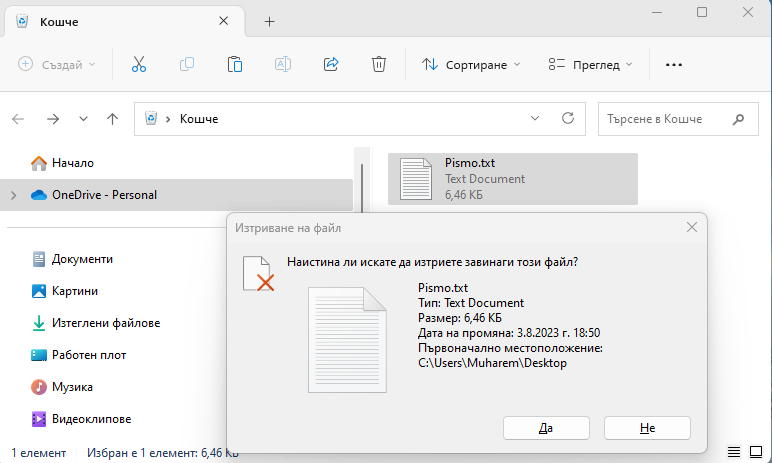 Кошче
Създай
Сортиране
Преглед
Кошче
Търсене в Кошче
Начало
OneDrive - Personal
Документи
Картини
Изтеглени файлове
Работен плот
Музика
Видеоклипове
Pismo.txt
Text Document
6,46 КБ
Изтриване на файл
Наистина ли искате да изтриете завинаги този файл?
Pismo.txt
Тип: Text Document
Размер: 6,46 КБ
Дата на промяна: 3.8.2023 г. 18:50
Първоначално местоположение:
C:\Users\Muharem\Desktop
Да
Не
1 елемент
Избран е 1 елемент: 6,46 КБ